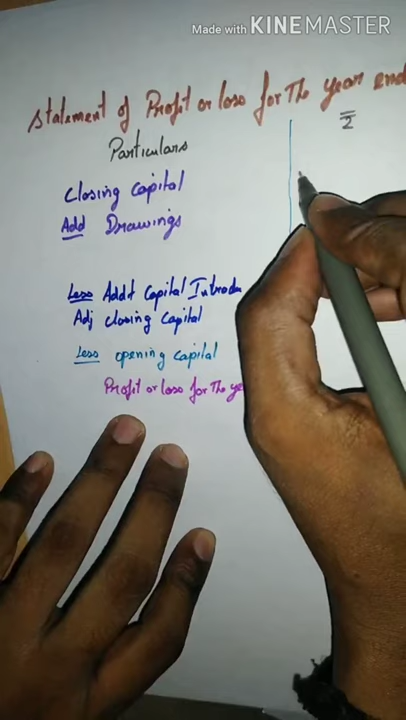 Made with KINEMASTER
Statement of Profit or loss for The year end
Particulars
Closing Capital
Add Drawings
Less Addt Capital Introdu
Adj closing Capital
Less opening capital
Profit or loss for The ye